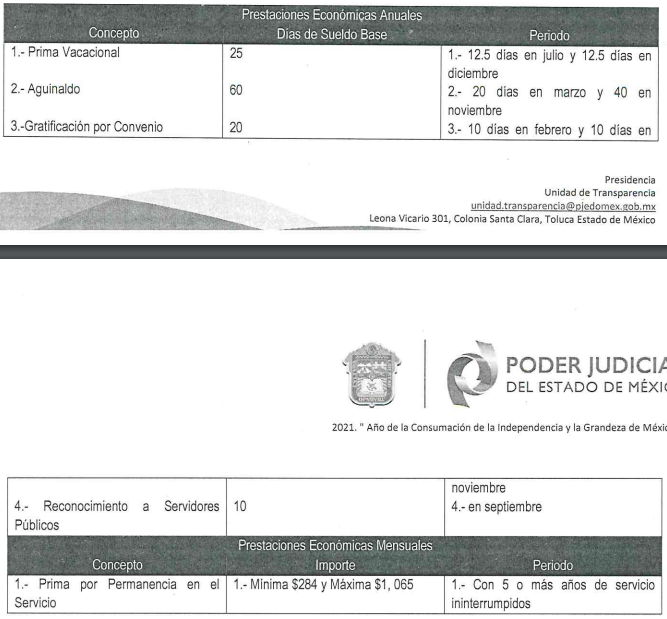 Prestaciones Económicas Anuales
Concepto Días de Sueldo Base Periodo
1.- Prima Vacacional 25 1.- 12.5 días en julio y 12.5 días en
diciembre
2.- Aguinaldo 60 2.- 20 días en marzo y 40 en
noviembre
3.-Gratificación por Convenio 20 3.- 10 días en febrero y 10 días en
Presidencia
Unidad de Transparencia
unidad.transparencia@pjedomex.gob.mx
Leona Vicario 301, Colonia Santa Clara, Toluca Estado de México
PODER JUDICIA
DEL ESTADO DE MÉXIC
2021. " Año de la Consumación de la Independencia y la Grandeza de Méxic
noviembre
4.- Reconocimiento a Servidores 10 4.- en septiembre
Públicos
Prestaciones Económicas Mensuales
Concepto Importe Periodo
1.- Prima por Permanencia en el 1.- Mínima $284 y Máxima $1, 065 1.- Con 5 o más años de servicio
Servicio ininterrumpidos